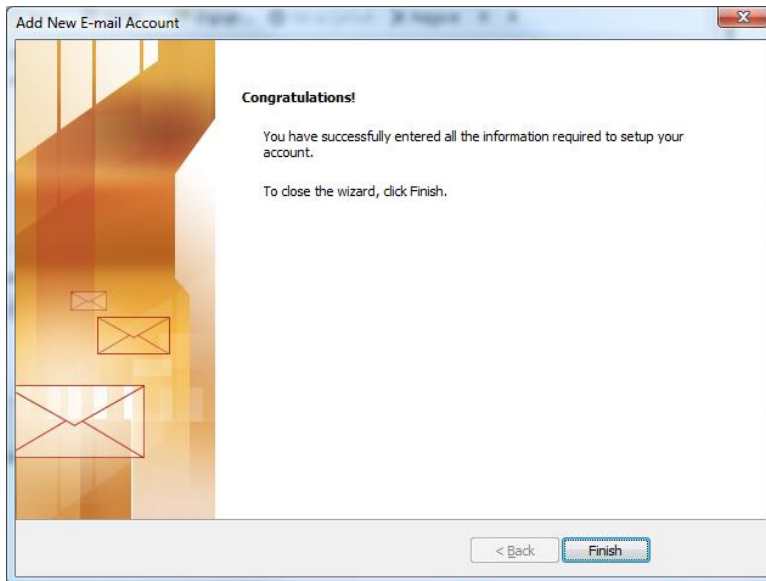 Add New E-mail Account
Congratulations!
You have successfully entered all the information required to setup your
account.
To close the wizard, click Finish.
< Back
Finish